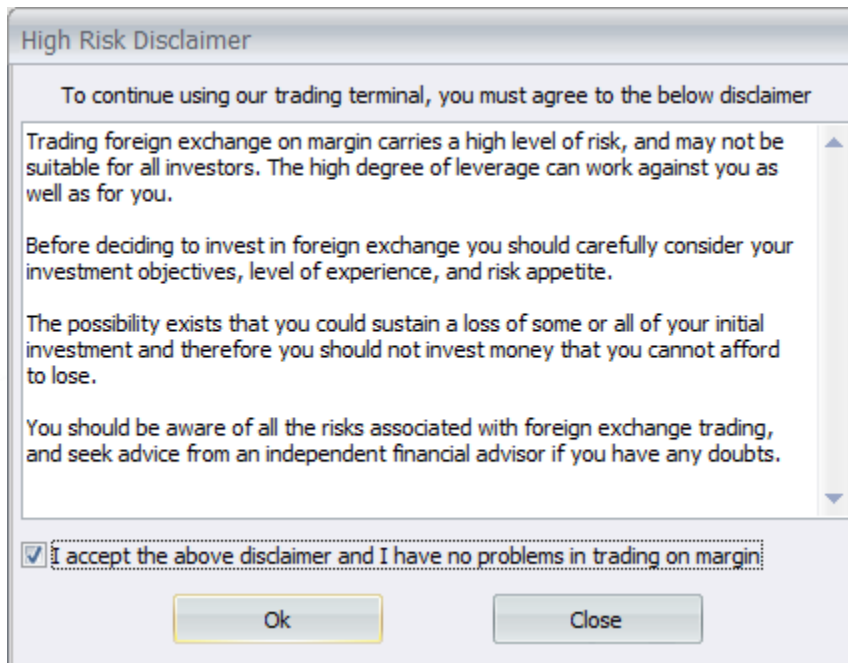 High Risk Disclaimer
To continue using our trading terminal, you must agree to the below disclaimer
Trading foreign exchange on margin carries a high level of risk, and may not be
suitable for all investors. The high degree of leverage can work against you as
well as for you.
Before deciding to invest in foreign exchange you should carefully consider your
investment objectives, level of experience, and risk appetite.
The possibility exists that you could sustain a loss of some or all of your initial
investment and therefore you should not invest money that you cannot afford
to lose.
You should be aware of all the risks associated with foreign exchange trading,
and seek advice from an independent financial advisor if you have any doubts.
I accept the above disclaimer and I have no problems in trading on margin
Ok Close